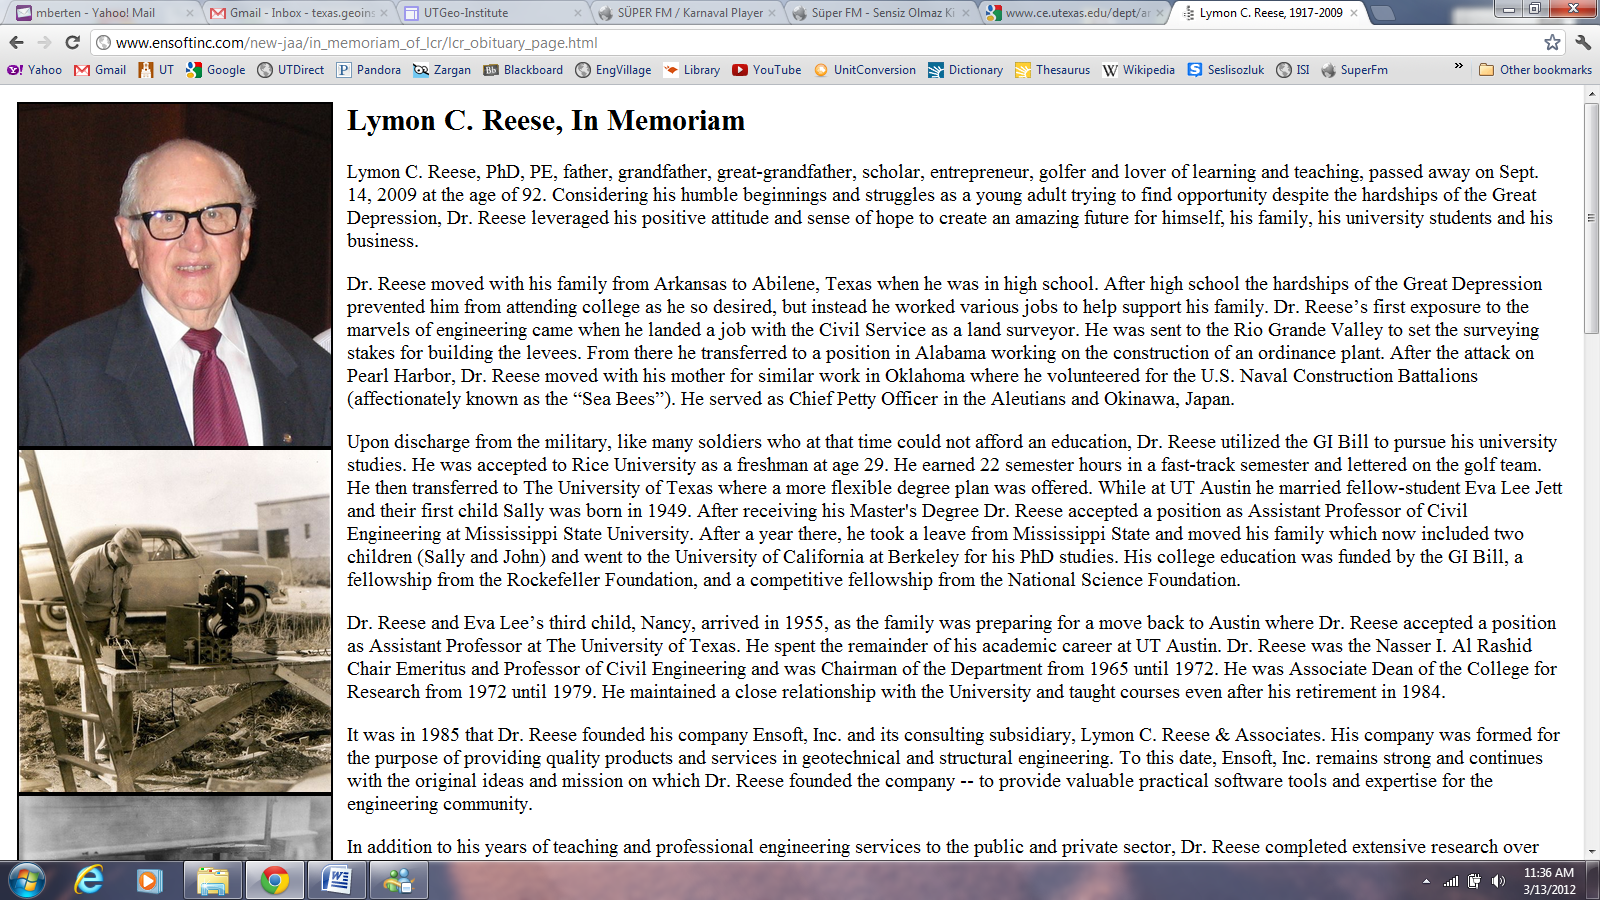 mberten - Yahoo! Mail
Gmail - Inbox - texas.geoins
UTGeo-Institute
SÜPER FM / Karnaval Player
Süper FM - Sensiz Olmaz Ki
www.ce.utexas.edu/dept/ar
Lymon C. Reese, 1917-2009
www.ensoftinc.com/new-jaa/in_memoriam_of_lcr/lcr_obituary_page.html
Yahoo Gmail UT Google UTDirect Pandora Zargan Blackboard EngVillage Library YouTube UnitConversion Dictionary Thesaurus Wikipedia Seslisozluk ISI SuperFm » Other bookmarks
Lymon C. Reese, In Memoriam
Lymon C. Reese, PhD, PE, father, grandfather, great-grandfather, scholar, entrepreneur, golfer and lover of learning and teaching, passed away on Sept.
14, 2009 at the age of 92. Considering his humble beginnings and struggles as a young adult trying to find opportunity despite the hardships of the Great
Depression, Dr. Reese leveraged his positive attitude and sense of hope to create an amazing future for himself, his family, his university students and his
business.
Dr. Reese moved with his family from Arkansas to Abilene, Texas when he was in high school. After high school the hardships of the Great Depression
prevented him from attending college as he so desired, but instead he worked various jobs to help support his family. Dr. Reese’s first exposure to the
marvels of engineering came when he landed a job with the Civil Service as a land surveyor. He was sent to the Rio Grande Valley to set the surveying
stakes for building the levees. From there he transferred to a position in Alabama working on the construction of an ordinance plant. After the attack on
Pearl Harbor, Dr. Reese moved with his mother for similar work in Oklahoma where he volunteered for the U.S. Naval Construction Battalions
(affectionately known as the “Sea Bees”). He served as Chief Petty Officer in the Aleutians and Okinawa, Japan.
Upon discharge from the military, like many soldiers who at that time could not afford an education, Dr. Reese utilized the GI Bill to pursue his university
studies. He was accepted to Rice University as a freshman at age 29. He earned 22 semester hours in a fast-track semester and lettered on the golf team.
He then transferred to The University of Texas where a more flexible degree plan was offered. While at UT Austin he married fellow-student Eva Lee Jett
and their first child Sally was born in 1949. After receiving his Master's Degree Dr. Reese accepted a position as Assistant Professor of Civil
Engineering at Mississippi State University. After a year there, he took a leave from Mississippi State and moved his family which now included two
children (Sally and John) and went to the University of California at Berkeley for his PhD studies. His college education was funded by the GI Bill, a
fellowship from the Rockefeller Foundation, and a competitive fellowship from the National Science Foundation.
Dr. Reese and Eva Lee’s third child, Nancy, arrived in 1955, as the family was preparing for a move back to Austin where Dr. Reese accepted a position
as Assistant Professor at The University of Texas. He spent the remainder of his academic career at UT Austin. Dr. Reese was the Nasser I. Al Rashid
Chair Emeritus and Professor of Civil Engineering and was Chairman of the Department from 1965 until 1972. He was Associate Dean of the College for
Research from 1972 until 1979. He maintained a close relationship with the University and taught courses even after his retirement in 1984.
It was in 1985 that Dr. Reese founded his company Ensoft, Inc. and its consulting subsidiary, Lymon C. Reese & Associates. His company was formed for
the purpose of providing quality products and services in geotechnical and structural engineering. To this date, Ensoft, Inc. remains strong and continues
with the original ideas and mission on which Dr. Reese founded the company -- to provide valuable practical software tools and expertise for the
engineering community.
In addition to his years of teaching and professional engineering services to the public and private sector, Dr. Reese completed extensive research over
11:36 AM
3/13/2012